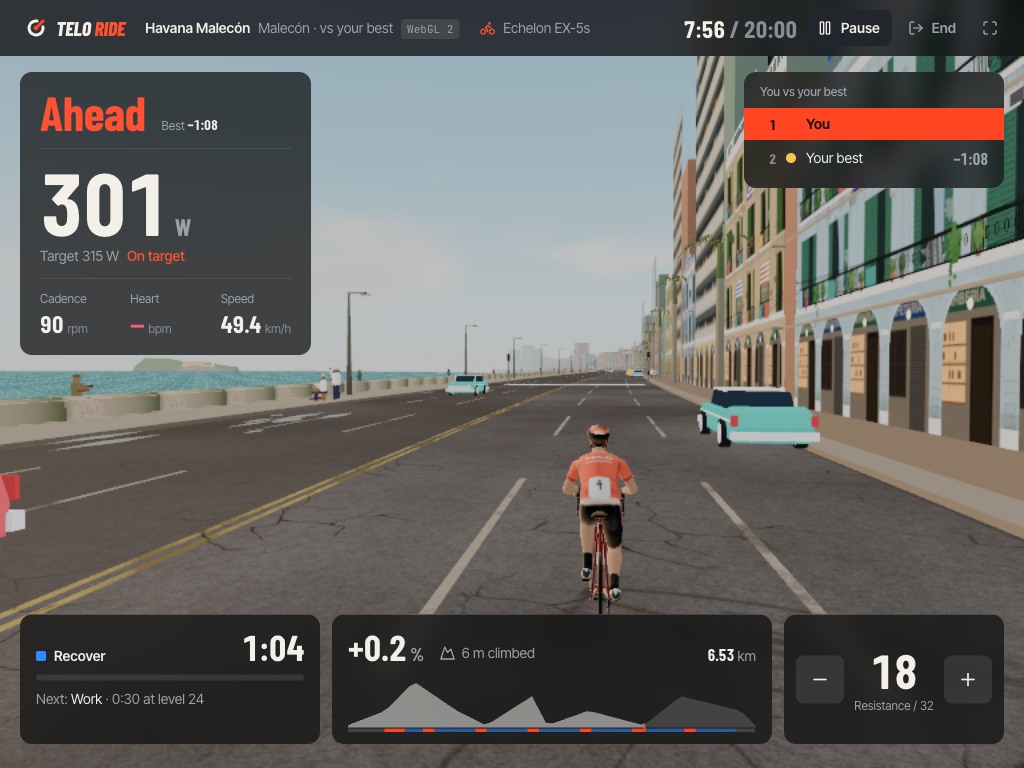 TELO RIDE Havana Malecón Malecón · vs your best WebGL 2 Echelon EX-5s 7:56 / 20:00 Pause End
Ahead Best −1:08
301 W
Target 315 W On target
Cadence Heart Speed
90 rpm — bpm 49.4 km/h
You vs your best
1 You
2 Your best −1:08
Recover 1:04
Next: Work · 0:30 at level 24
+0.2 % 6 m climbed 6.53 km
− 18 +
Resistance / 32